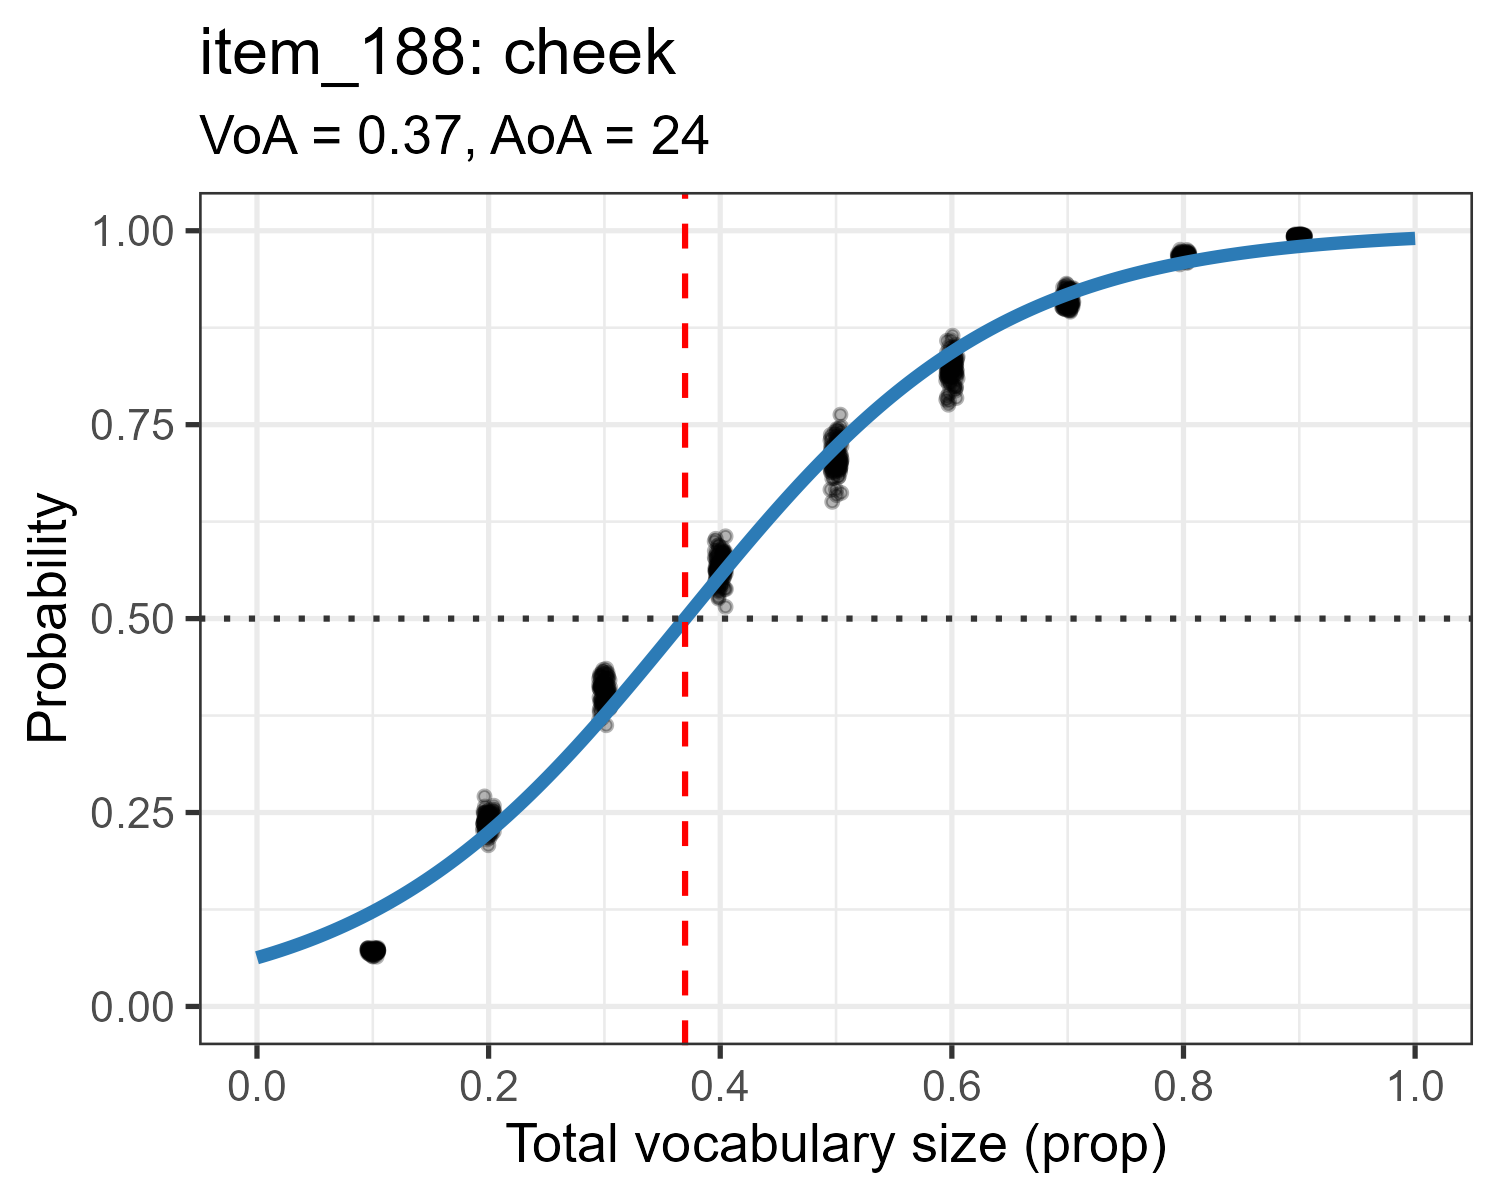 item_188: cheek
VoA = 0.37, AoA = 24
Probability
1.00
0.75
0.50
0.25
0.00
0.0 0.2 0.4 0.6 0.8 1.0
Total vocabulary size (prop)